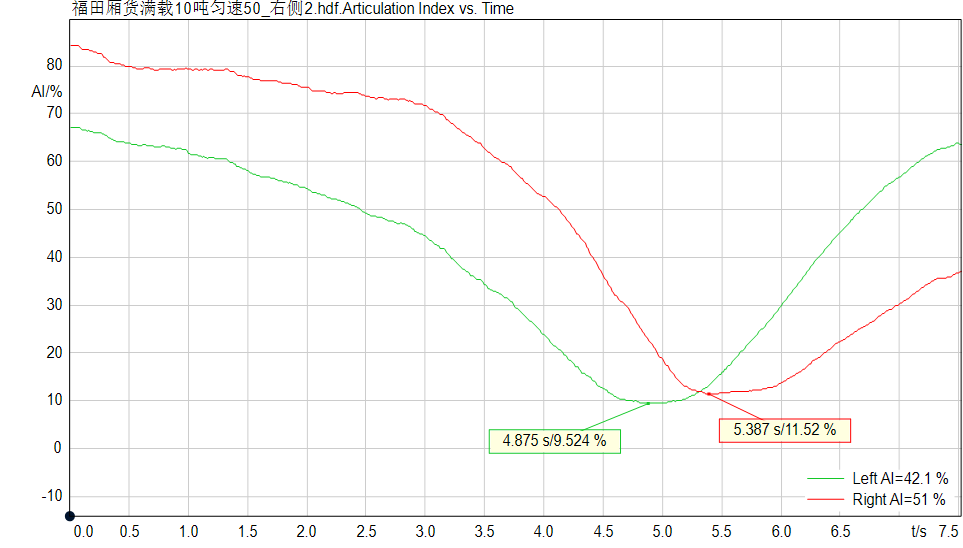 福田厢货满载10吨匀速50_右侧2.hdf.Articulation Index vs. Time
80
AI/%
70
60
50
40
30
20
10
0
-10
4.875 s/9.524 %
5.387 s/11.52 %
Left AI=42.1 %
Right AI=51 %
0.0 0.5 1.0 1.5 2.0 2.5 3.0 3.5 4.0 4.5 5.0 5.5 6.0 6.5 t/s 7.5